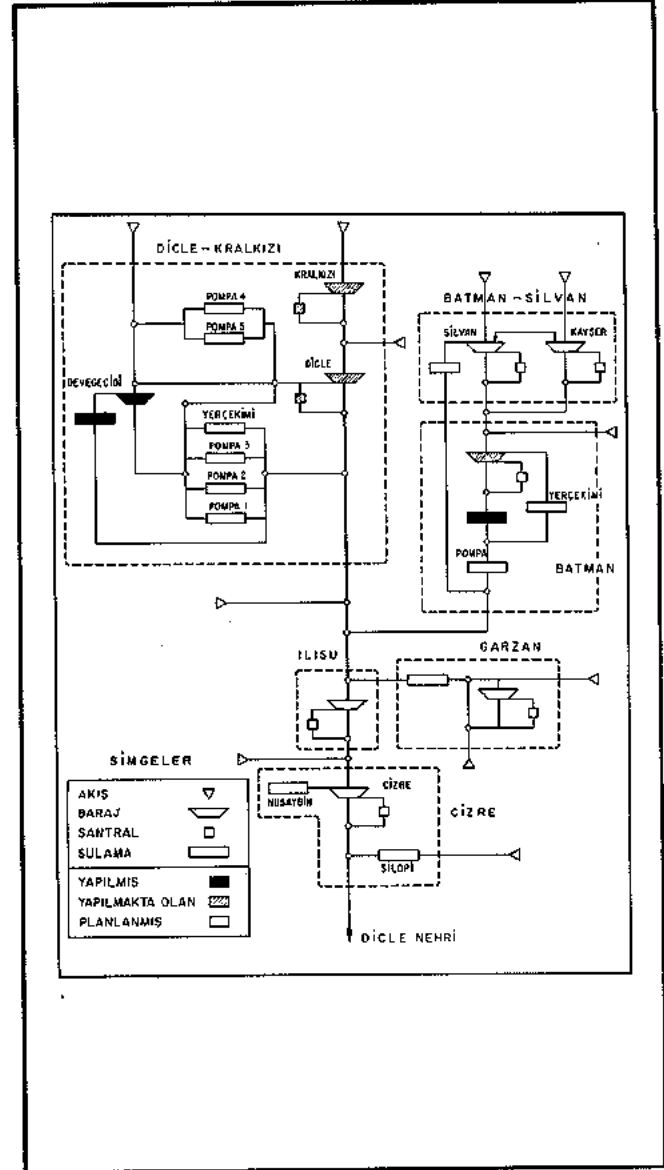 DİCLE-KRALKIZI
KRALKIZI
POMPA 4
POMPA 5
BATMAN-SİLVAN
SİLVAN
KAYSER
DİCLE
DEVEGEÇİDİ
YERÇEKİMİ
POMPA 3
POMPA 2
POMPA 1
YERÇEKİMİ
POMPA
BATMAN
ILISU
GARZAN
SİMGELER
AKIŞ
BARAJ
SANTRAL
SULAMA
YAPILMIŞ
YAPILMAKTA OLAN
PLANLANMIŞ
NUSAYBİN
CİZRE
CİZRE
SİLOPİ
DİCLE NEHRİ